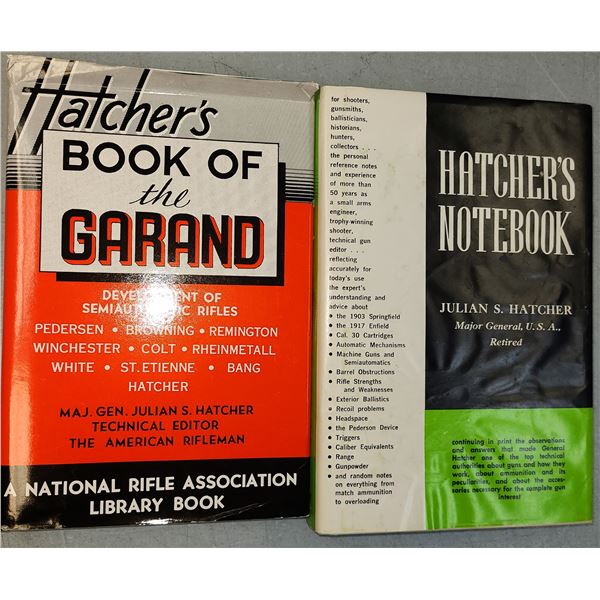 Hatcher's
BOOK OF
the
GARAND
DEVELOPMENT OF
SEMIAUTOMATIC RIFLES
PEDERSEN • BROWNING • REMINGTON
WINCHESTER • COLT • RHEINMETALL
WHITE • ST. ETIENNE • BANG
HATCHER
MAJ. GEN. JULIAN S. HATCHER
TECHNICAL EDITOR
THE AMERICAN RIFLEMAN
A NATIONAL RIFLE ASSOCIATION
LIBRARY BOOK
for shooters,
gunsmiths,
ballisticians,
historians,
hunters,
collectors . . .
the personal
reference notes
and experience
of more than
50 years as
a small arms
engineer,
trophy-winning
shooter,
technical gun
editor . . .
reflecting
accurately for
today's use
the expert's
understanding and
advice about
• the 1903 Springfield
• the 1917 Enfield
• Cal. 30 Cartridges
• Automatic Mechanisms
• Machine Guns and
Semiautomatics
• Barrel Obstructions
• Rifle Strengths
and Weaknesses
• Exterior Ballistics
• Recoil problems
• Headspace
• the Pederson Device
• Triggers
• Caliber Equivalents
• Range
• Gunpowder
• and random notes
on everything from
match ammunition
to overloading
HATCHER'S
NOTEBOOK
JULIAN S. HATCHER
Major General, U. S. A.,
Retired
continuing in print the observations
and answers that made General
Hatcher one of the top technical
authorities about guns and how they
work, about ammunition and its
peculiarities, and about the acces-
sories necessary for the complete gun
interest